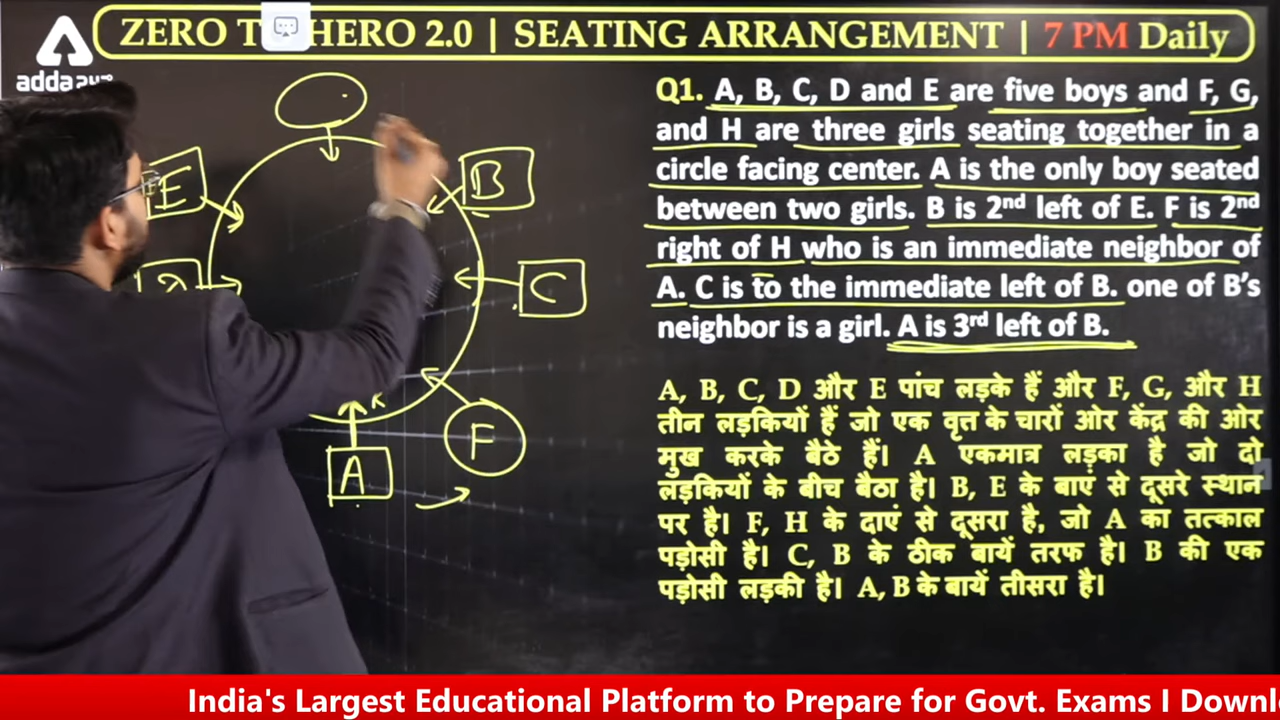 ZERO T HERO 2.0 | SEATING ARRANGEMENT | 7 PM Daily
Q1. A, B, C, D and E are five boys and F, G,
and H are three girls seating together in a
circle facing center. A is the only boy seated
between two girls. B is 2nd left of E. F is 2nd
right of H who is an immediate neighbor of
A. C is to the immediate left of B. one of B's
neighbor is a girl. A is 3rd left of B.
A, B, C, D और E पांच लड़के हैं और F, G, और H
तीन लड़कियों हैं जो एक वृत्त के चारों ओर केंद्र की ओर
मुख करके बैठे हैं। A एकमात्र लड़का है जो दो
लड़कियों के बीच बैठा है। B, E के बाएं से दूसरे स्थान
पर है। F, H के दाएं से दूसरा है, जो A का तत्काल
पड़ोसी है। C, B के ठीक बायें तरफ है। B की एक
पड़ोसी लड़की है। A, B के बायें तीसरा है।
E
B
C
F
A
India's Largest Educational Platform to Prepare for Govt. Exams I